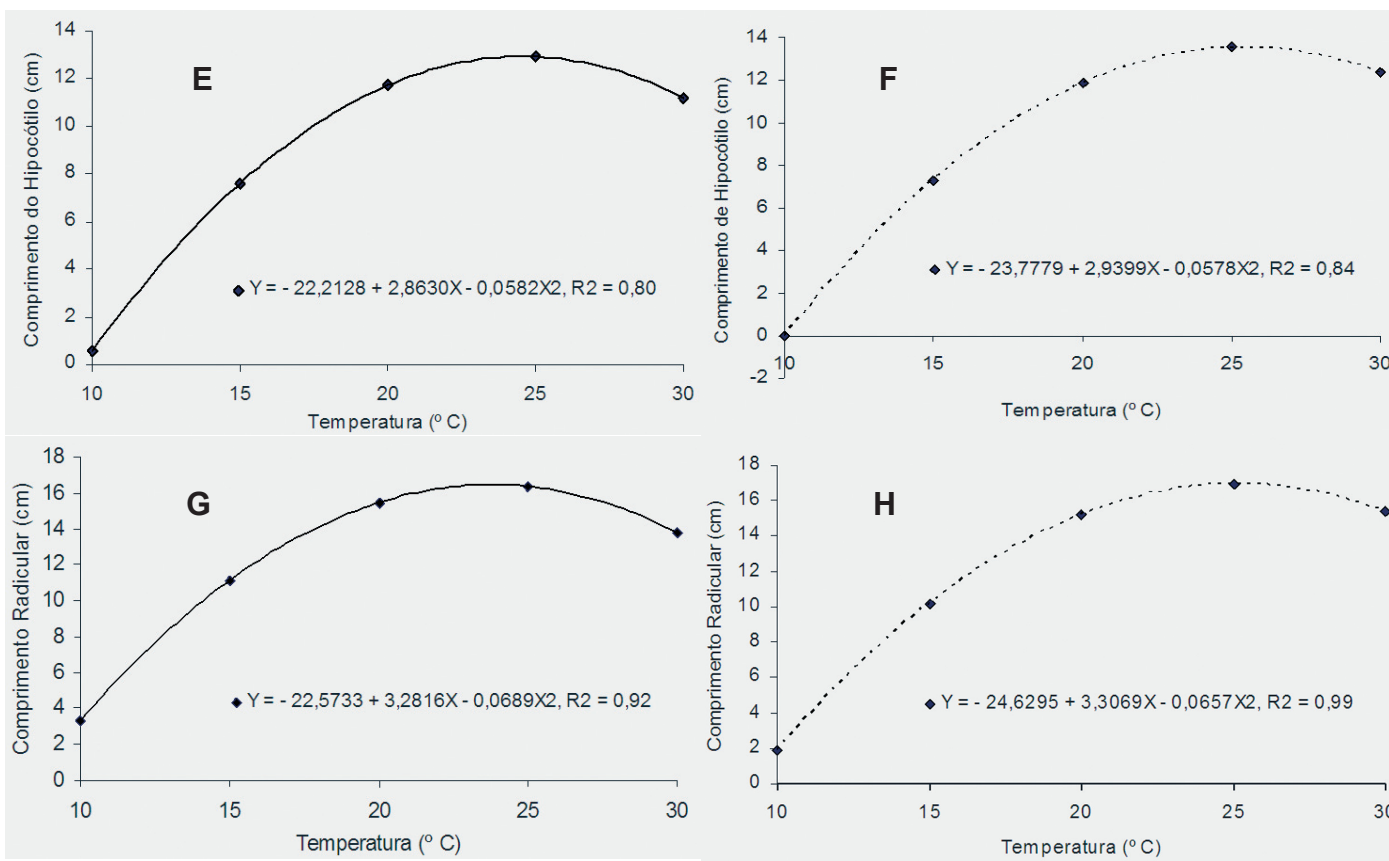 E
Comprimento do Hipocótilo (cm)
14
12
10
8
6
4
2
0
Y = - 22,2128 + 2,8630X - 0,0582X2, R2 = 0,80
10 15 20 25 30
Temperatura (º C)
F
Comprimento de Hipocótilo (cm)
14
12
10
8
6
4
2
0
-2
Y = - 23,7779 + 2,9399X - 0,0578X2, R2 = 0,84
10 15 20 25 30
Temperatura (º C)
G
Comprimento Radicular (cm)
18
16
14
12
10
8
6
4
2
0
Y = - 22,5733 + 3,2816X - 0,0689X2, R2 = 0,92
10 15 20 25 30
Temperatura (º C)
H
Comprimento Radicular (cm)
18
16
14
12
10
8
6
4
2
0
Y = - 24,6295 + 3,3069X - 0,0657X2, R2 = 0,99
10 15 20 25 30
Temperatura (º C)